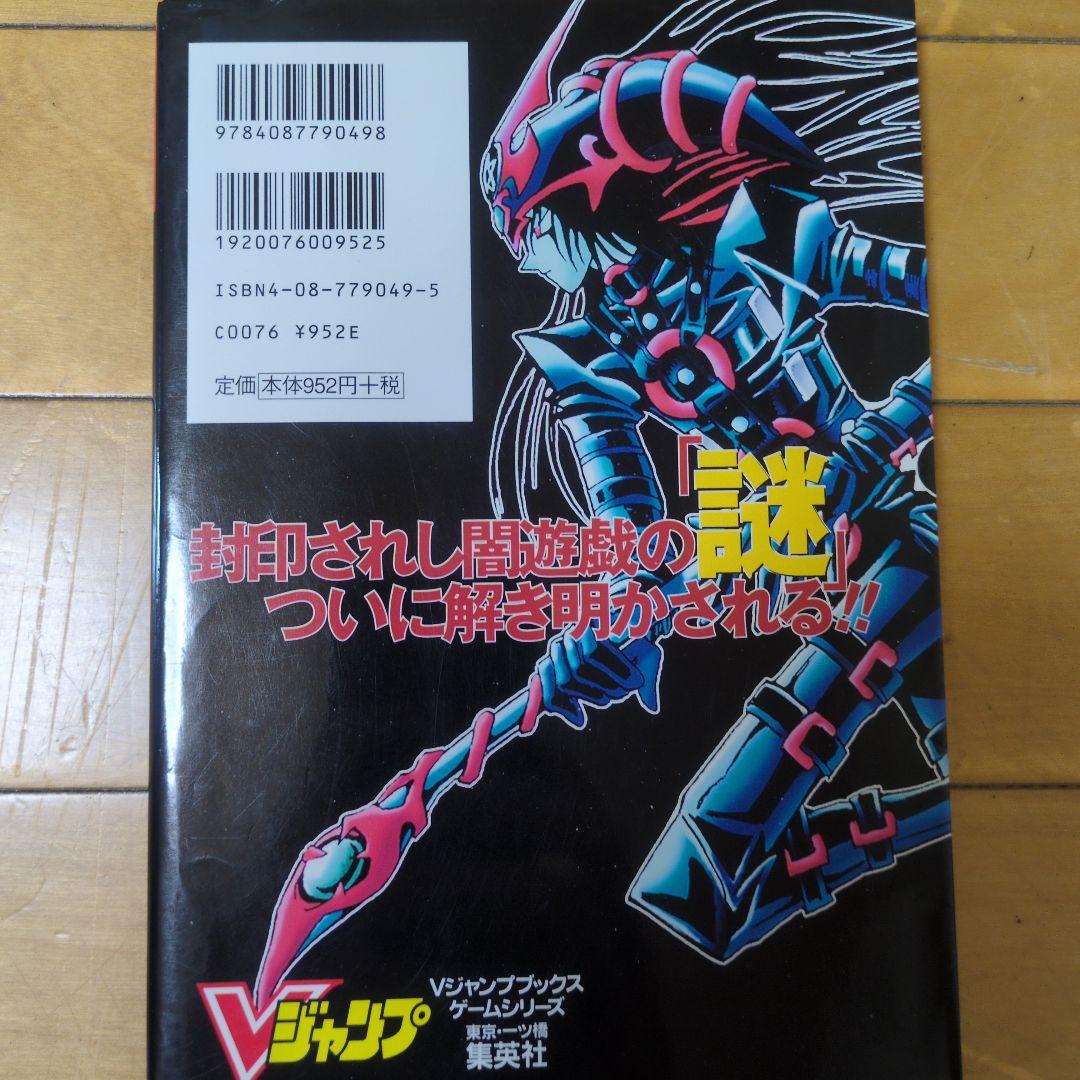 9784087790498
1920076009525
ISBN4-08-779049-5
C0076 ¥952E
定価 本体952円+税
封印されし闇遊戯の「謎」
ついに解き明かされる!!
Vジャンプ
Vジャンプブックス
ゲームシリーズ
東京・一ツ橋
集英社